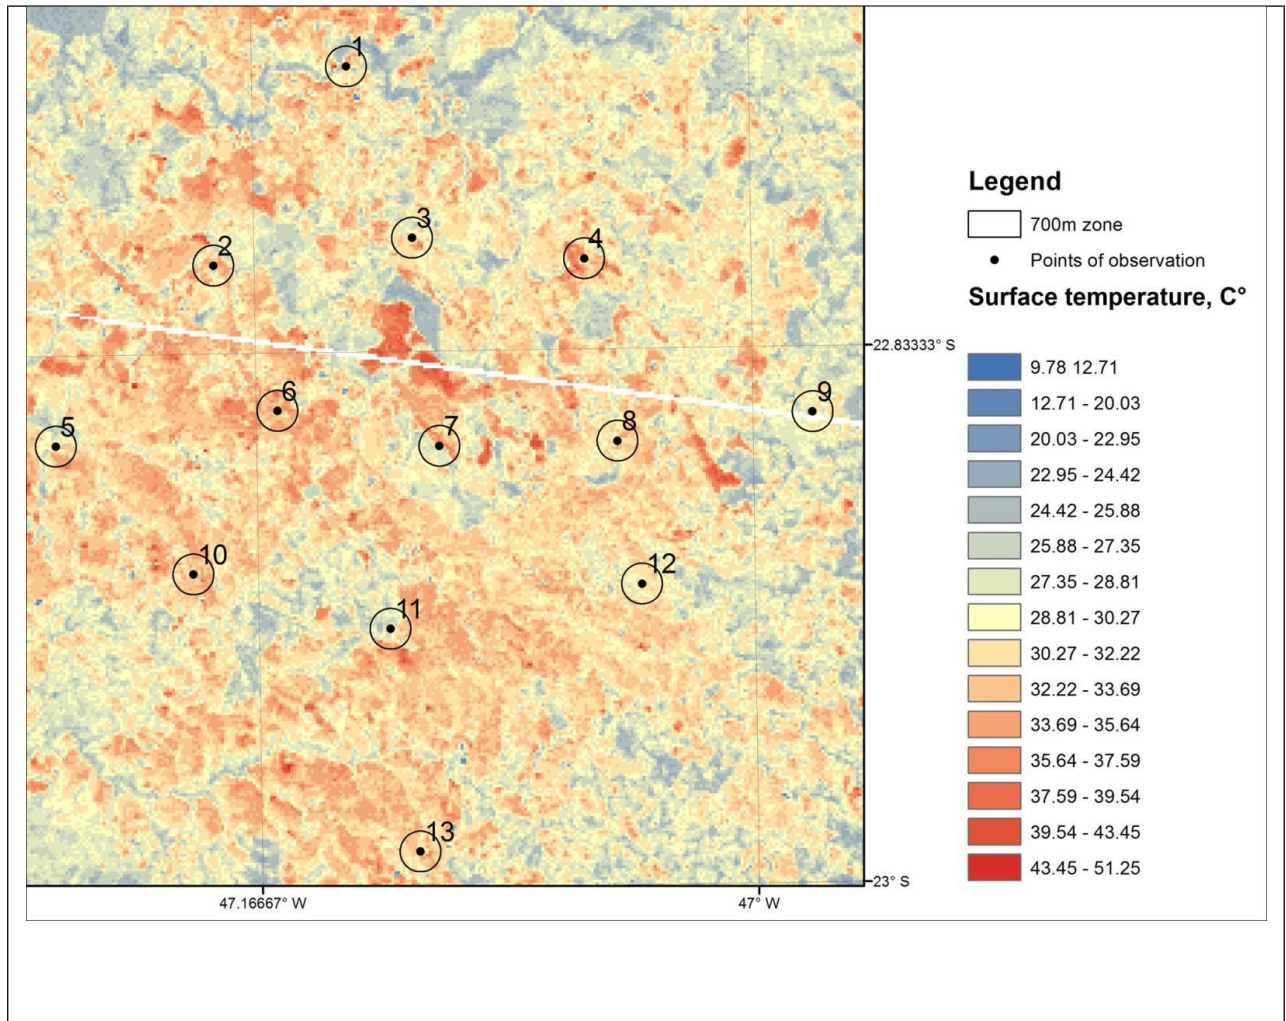 1
3
2
4
Legend
700m zone
Points of observation
Surface temperature, C°
22.83333° S
9.78 12.71
12.71 - 20.03
20.03 - 22.95
22.95 - 24.42
24.42 - 25.88
25.88 - 27.35
27.35 - 28.81
28.81 - 30.27
30.27 - 32.22
32.22 - 33.69
33.69 - 35.64
35.64 - 37.59
37.59 - 39.54
39.54 - 43.45
43.45 - 51.25
6
9
5
7
8
10
12
11
13
23° S
47.16667° W
47° W